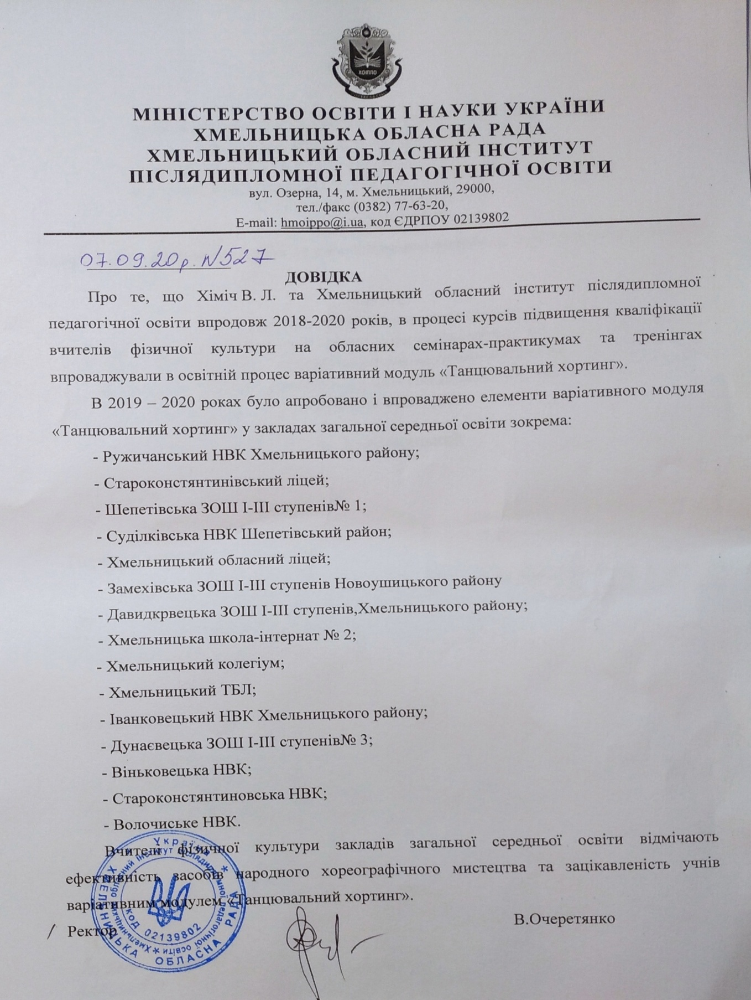 ХОІППО
МІНІСТЕРСТВО ОСВІТИ І НАУКИ УКРАЇНИ
ХМЕЛЬНИЦЬКА ОБЛАСНА РАДА
ХМЕЛЬНИЦЬКИЙ ОБЛАСНИЙ ІНСТИТУТ
ПІСЛЯДИПЛОМНОЇ ПЕДАГОГІЧНОЇ ОСВІТИ
вул. Озерна, 14, м. Хмельницький, 29000,
тел./факс (0382) 77-63-20,
E-mail: hmoippo@i.ua, код ЄДРПОУ 02139802
07.09.20р. N527
ДОВІДКА
Про те, що Хіміч В. Л. та Хмельницький обласний інститут післядипломної
педагогічної освіти впродовж 2018-2020 років, в процесі курсів підвищення кваліфікації
вчителів фізичної культури на обласних семінарах-практикумах та тренінгах
впроваджували в освітній процес варіативний модуль «Танцювальний хортинг».
В 2019 – 2020 роках було апробовано і впроваджено елементи варіативного модуля
«Танцювальний хортинг» у закладах загальної середньої освіти зокрема:
- Ружичанський НВК Хмельницького району;
- Староконстянтинівський ліцей;
- Шепетівська ЗОШ І-ІІІ ступенів№ 1;
- Суділківська НВК Шепетівський район;
- Хмельницький обласний ліцей;
- Замехівська ЗОШ І-ІІІ ступенів Новоушицького району
- Давидкрвецька ЗОШ І-ІІІ ступенів,Хмельницького району;
- Хмельницька школа-інтернат № 2;
- Хмельницький колегіум;
- Хмельницький ТБЛ;
- Іванковецький НВК Хмельницького району;
- Дунаєвецька ЗОШ І-ІІІ ступенів№ 3;
- Віньковецька НВК;
- Староконстянтиновська НВК;
- Волочиське НВК.
Вчителі фізичної культури закладів загальної середньої освіти відмічають
ефективність засобів народного хореографічного мистецтва та зацікавленість учнів
варіативним модулем «Танцювальний хортинг».
/ Ректор В.Очеретянко
Україна * ХМЕЛЬНИЦЬКА ОБЛАСНА РАДА *
Хмельницький обласний інститут післядипломної педагогічної освіти *
код 02139802